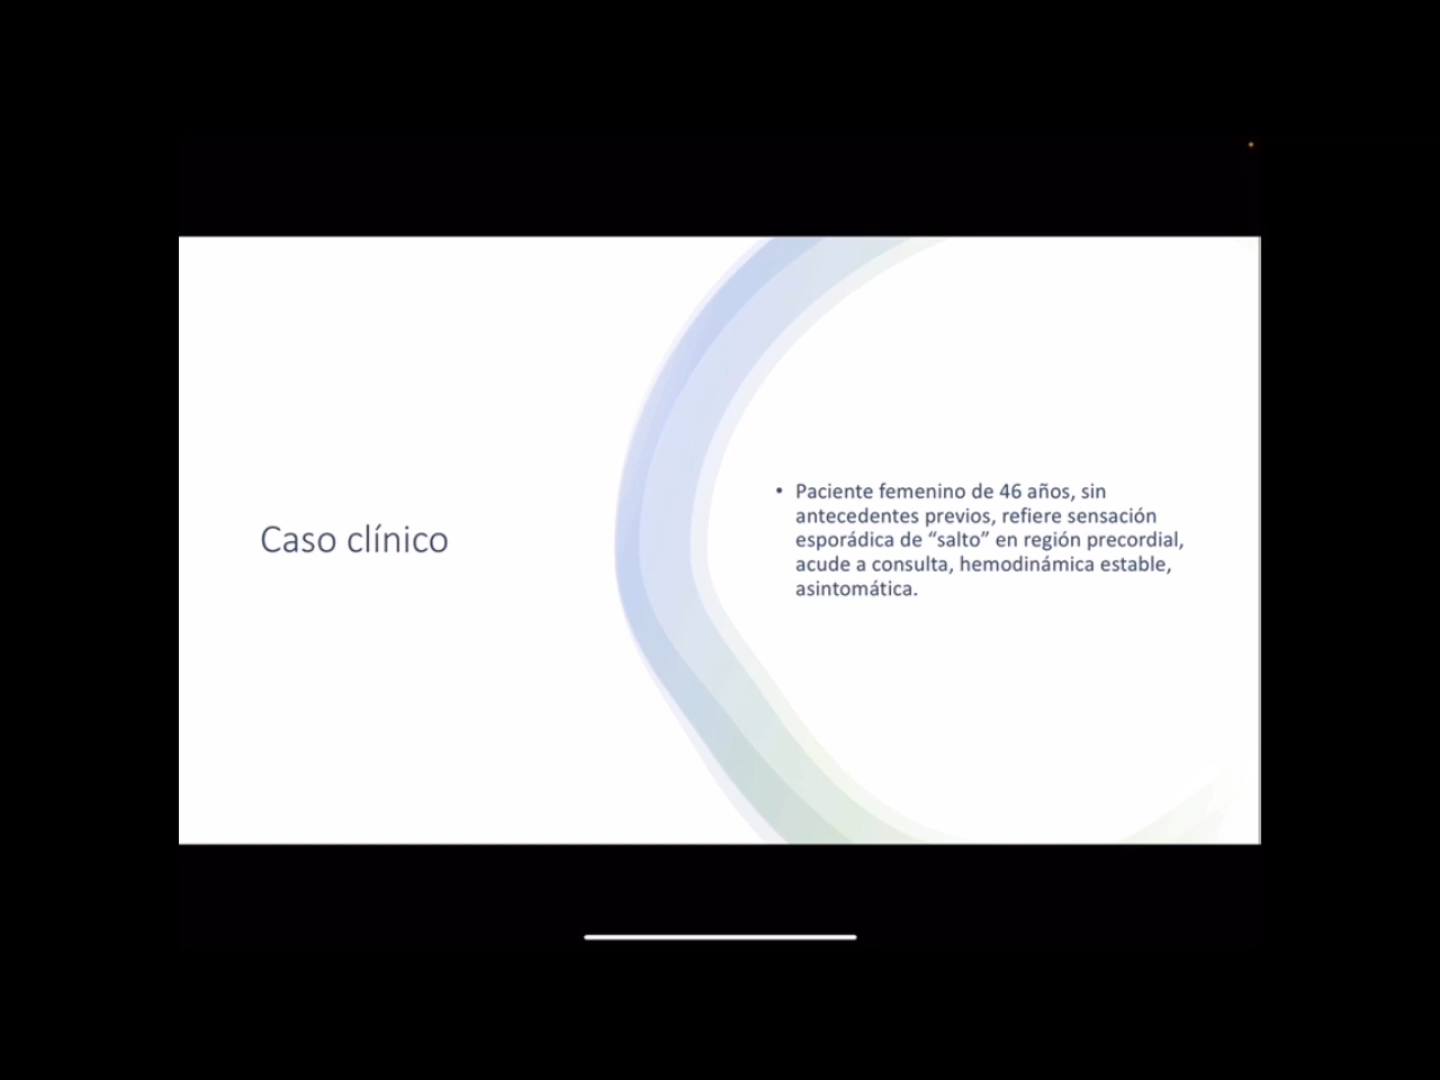 Caso clínico
• Paciente femenino de 46 años, sin
antecedentes previos, refiere sensación
esporádica de “salto” en región precordial,
acude a consulta, hemodinámica estable,
asintomática.